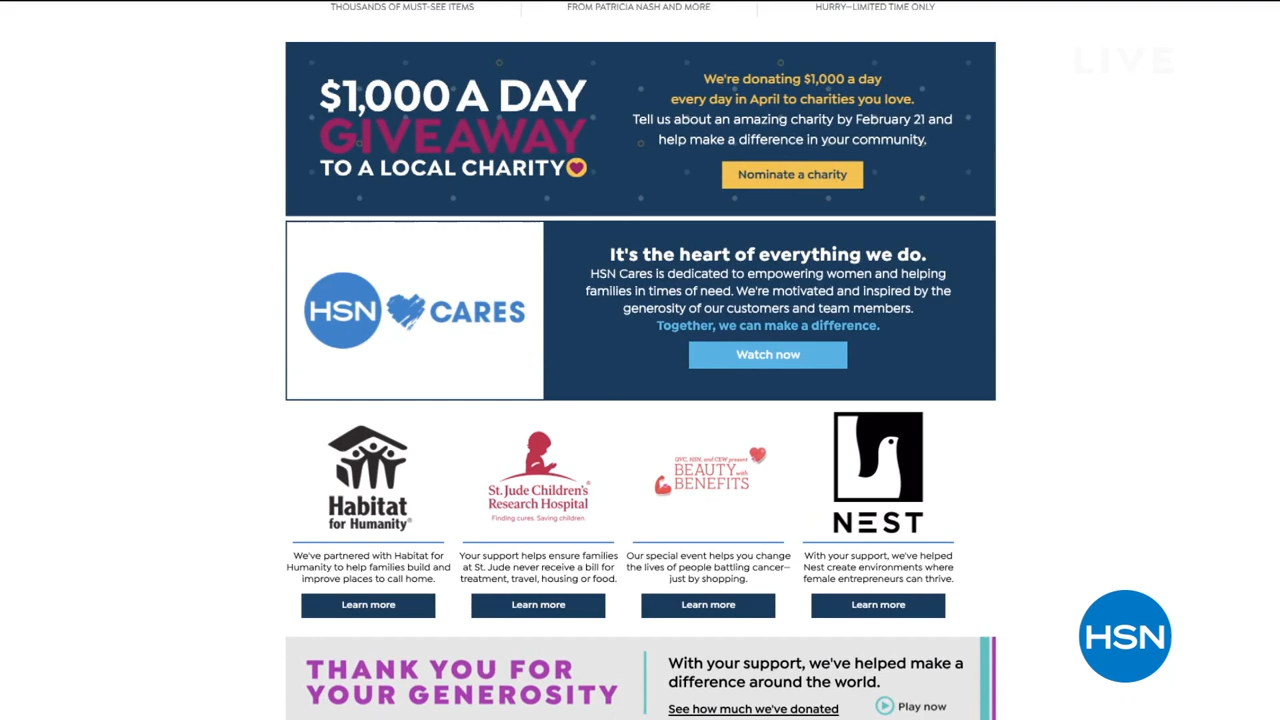 THOUSANDS OF MUST-SEE ITEMS
FROM PATRICIA NASH AND MORE
HURRY—LIMITED TIME ONLY
LIVE
$1,000 A DAY
GIVEAWAY
TO A LOCAL CHARITY
We're donating $1,000 a day
every day in April to charities you love.
Tell us about an amazing charity by February 21 and
help make a difference in your community.
Nominate a charity
HSN CARES
It's the heart of everything we do.
HSN Cares is dedicated to empowering women and helping
families in times of need. We're motivated and inspired by the
generosity of our customers and team members.
Together, we can make a difference.
Watch now
Habitat
for Humanity®
We've partnered with Habitat for
Humanity to help families build and
improve places to call home.
Learn more
St. Jude Children's
Research Hospital
Finding cures. Saving children.
Your support helps ensure families
at St. Jude never receive a bill for
treatment, travel, housing or food.
Learn more
QVC, HSN, and CEW present
BEAUTY with
BENEFITS
Our special event helps you change
the lives of people battling cancer—
just by shopping.
Learn more
NEST
With your support, we've helped
Nest create environments where
female entrepreneurs can thrive.
Learn more
HSN
THANK YOU FOR
YOUR GENEROSITY
With your support, we've helped make a
difference around the world.
See how much we've donated
Play now